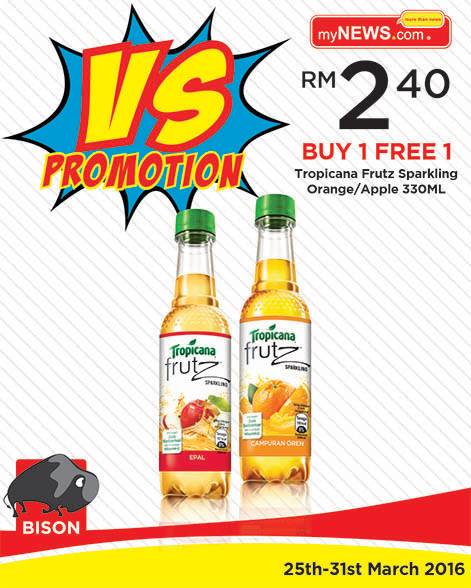 VS
PROMOTION
more than news
myNEWS.com
RM 2 40
BUY 1 FREE 1
Tropicana Frutz Sparkling
Orange/Apple 330ML
Tropicana
frutz
SPARKLING
EPAL
Tropicana
frutz
SPARKLING
CAMPURAN OREN
BISON
25th-31st March 2016